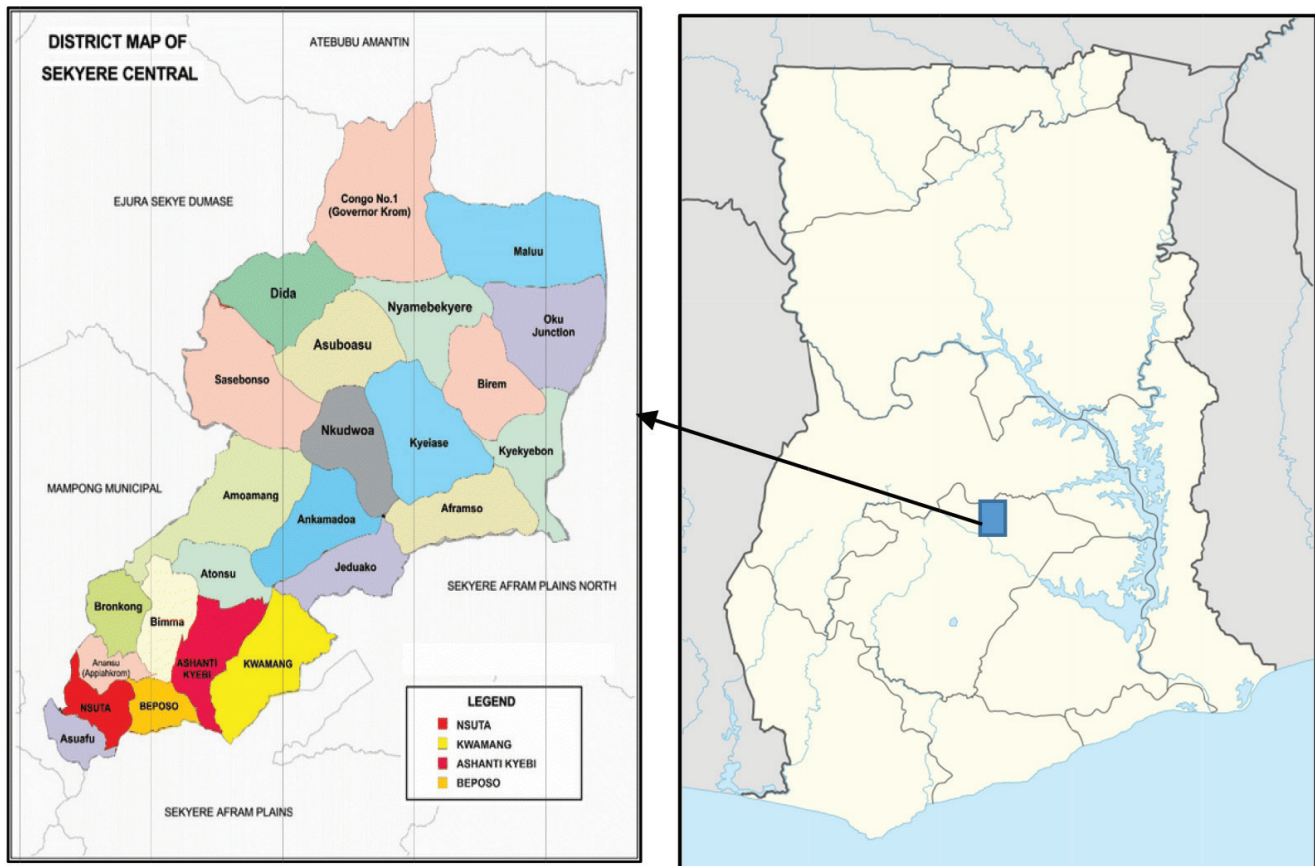 DISTRICT MAP OF
SEKYERE CENTRAL
ATEBUBU AMANTIN
EJURA SEKYE DUMASE
Congo No.1
(Governor Krom)
Maluu
Dida
Nyamebekyere
Oku
Junction
Asuboasu
Sasebonso
Birem
Nkudwoa
Kyeiase
Kyekyebon
MAMPONG MUNICIPAL
Amoamang
Aframso
Ankamadoa
Atonsu
Jeduako
SEKYERE AFRAM PLAINS NORTH
Bronkong
Bimma
Anansu
(Appiahkrom)
ASHANTI
KYEBI
KWAMANG
NSUTA
BEPOSO
Asuafu
LEGEND
NSUTA
KWAMANG
ASHANTI KYEBI
BEPOSO
SEKYERE AFRAM PLAINS